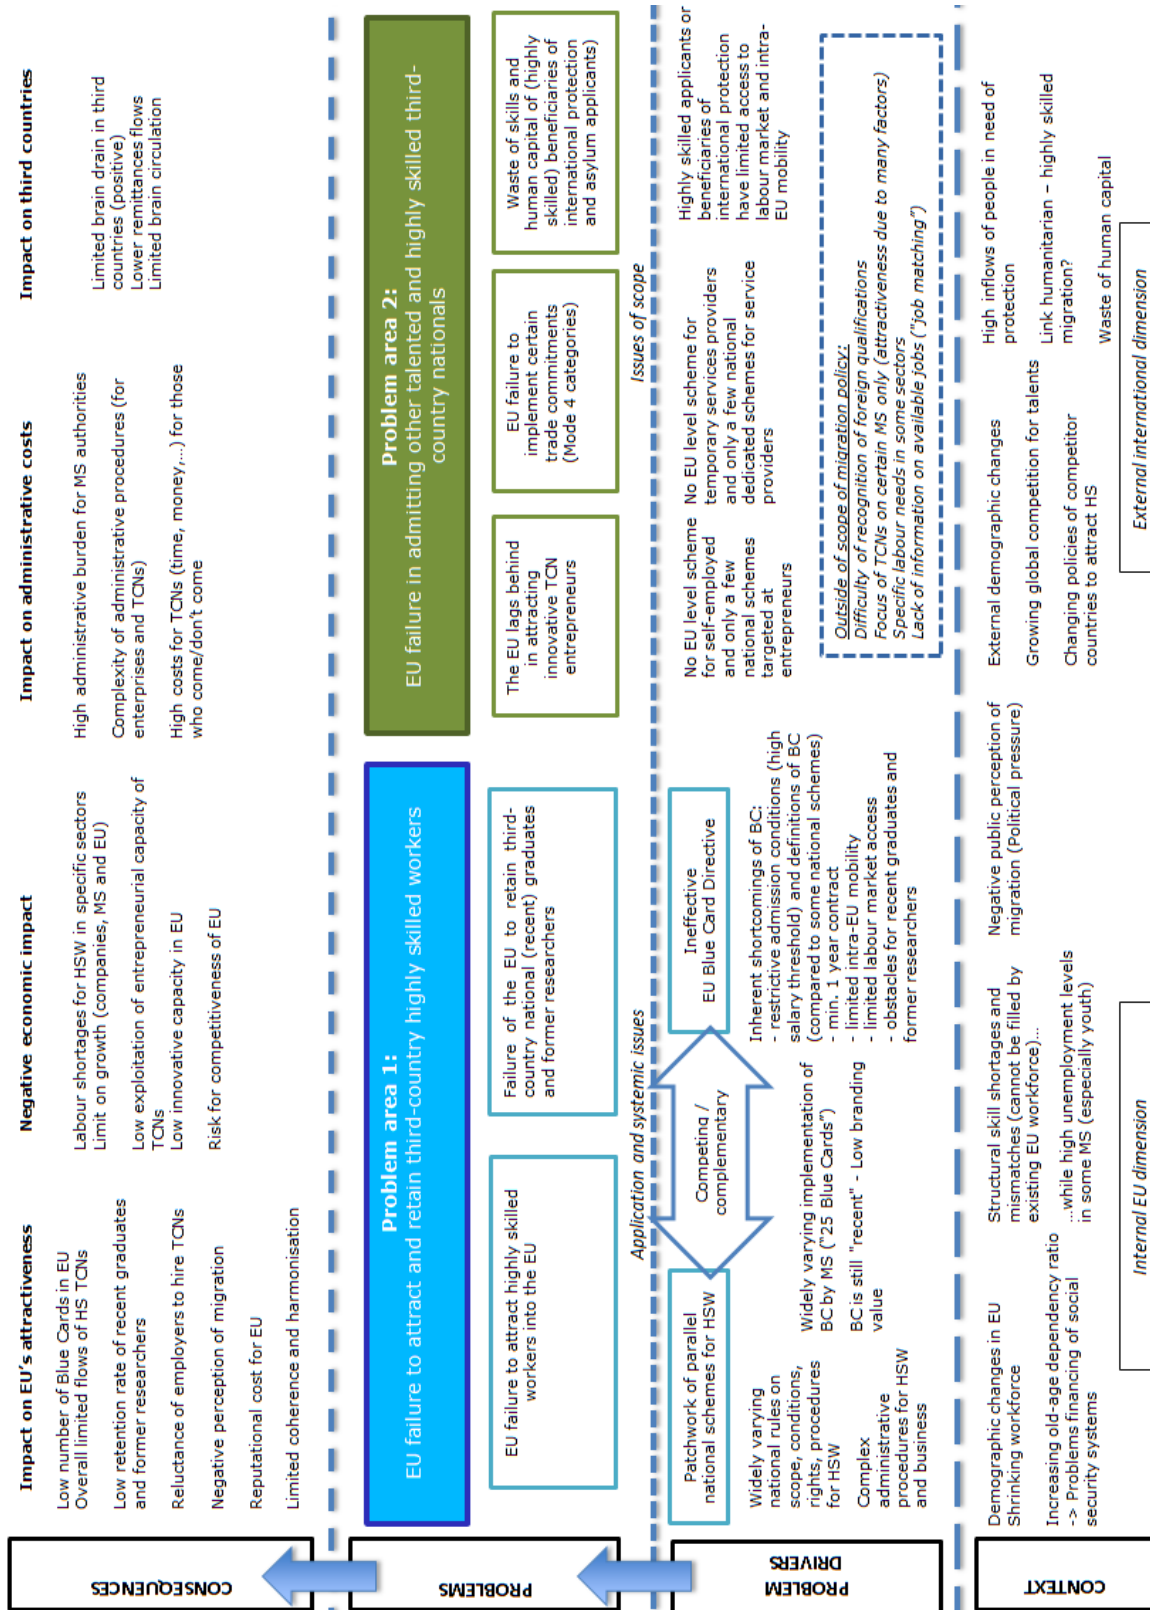 CONSEQUENCES
Impact on EU's attractiveness
Low number of Blue Cards in EU
Overall limited flows of HS TCNs
Low retention rate of recent graduates
and former researchers
Reluctance of employers to hire TCNs
Negative perception of migration
Reputational cost for EU
Limited coherence and harmonisation
Negative economic impact
Labour shortages for HSW in specific sectors
Limit on growth (companies, MS and EU)
Low exploitation of entrepreneurial capacity of
TCNs
Low innovative capacity in EU
Risk for competitiveness of EU
Impact on administrative costs
High administrative burden for MS authorities
Complexity of administrative procedures (for
enterprises and TCNs)
High costs for TCNs (time, money,...) for those
who come/don't come
Impact on third countries
Limited brain drain in third
countries (positive)
Lower remittances flows
Limited brain circulation
PROBLEMS
Problem area 1:
EU failure to attract and retain third-country highly skilled workers
EU failure to attract highly skilled
workers into the EU
Failure of the EU to retain third-
country national (recent) graduates
and former researchers
Problem area 2:
EU failure in admitting other talented and highly skilled third-
country nationals
The EU lags behind
in attracting
innovative TCN
entrepreneurs
EU failure to
implement certain
trade commitments
(Mode 4 categories)
Waste of skills and
human capital of (highly
skilled) beneficiaries of
international protection
and asylum applicants)
Application and systemic issues
Issues of scope
PROBLEM
DRIVERS
Patchwork of parallel
national schemes for HSW
Widely varying
national rules on
scope, conditions,
rights, procedures
for HSW
Complex
administrative
procedures for HSW
and business
Competing /
complementary
Widely varying implementation of
BC by MS ("25 Blue Cards")
BC is still "recent" - Low branding
value
Ineffective
EU Blue Card Directive
Inherent shortcomings of BC:
- restrictive admission conditions (high
salary threshold) and definitions of BC
(compared to some national schemes)
- min. 1 year contract
- limited intra-EU mobility
- limited labour market access
- obstacles for recent graduates and
former researchers
No EU level scheme
for self-employed
and only a few
national schemes
targeted at
entrepreneurs
No EU level scheme for
temporary services providers
and only a few national
dedicated schemes for service
providers
Highly skilled applicants or
beneficiaries of
international protection
have limited access to
labour market and intra-
EU mobility
Outside of scope of migration policy:
Difficulty of recognition of foreign qualifications
Focus of TCNs on certain MS only (attractiveness due to many factors)
Specific labour needs in some sectors
Lack of information on available jobs ("job matching")
CONTEXT
Demographic changes in EU
Shrinking workforce
Increasing old-age dependency ratio
-> Problems financing of social
security systems
Structural skill shortages and
mismatches (cannot be filled by
existing EU workforce)...
...while high unemployment levels
in some MS (especially youth)
Negative public perception of
migration (Political pressure)
External demographic changes
Growing global competition for talents
Changing policies of competitor
countries to attract HS
High inflows of people in need of
protection
Link humanitarian – highly skilled
migration?
Waste of human capital
Internal EU dimension
External international dimension